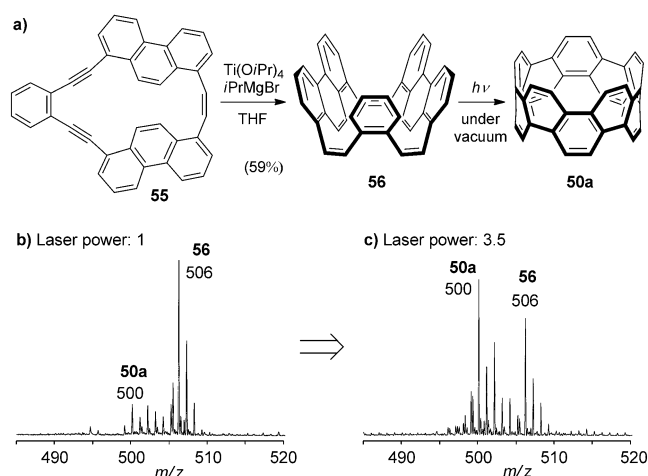 a)
Ti(OiPr)4
iPrMgBr
THF
(59%)
hν
under
vacuum
55
56
50a
b) Laser power: 1
56
506
50a
500
490
500
510
520
m/z
c) Laser power: 3.5
50a
500
56
506
490
500
510
520
m/z